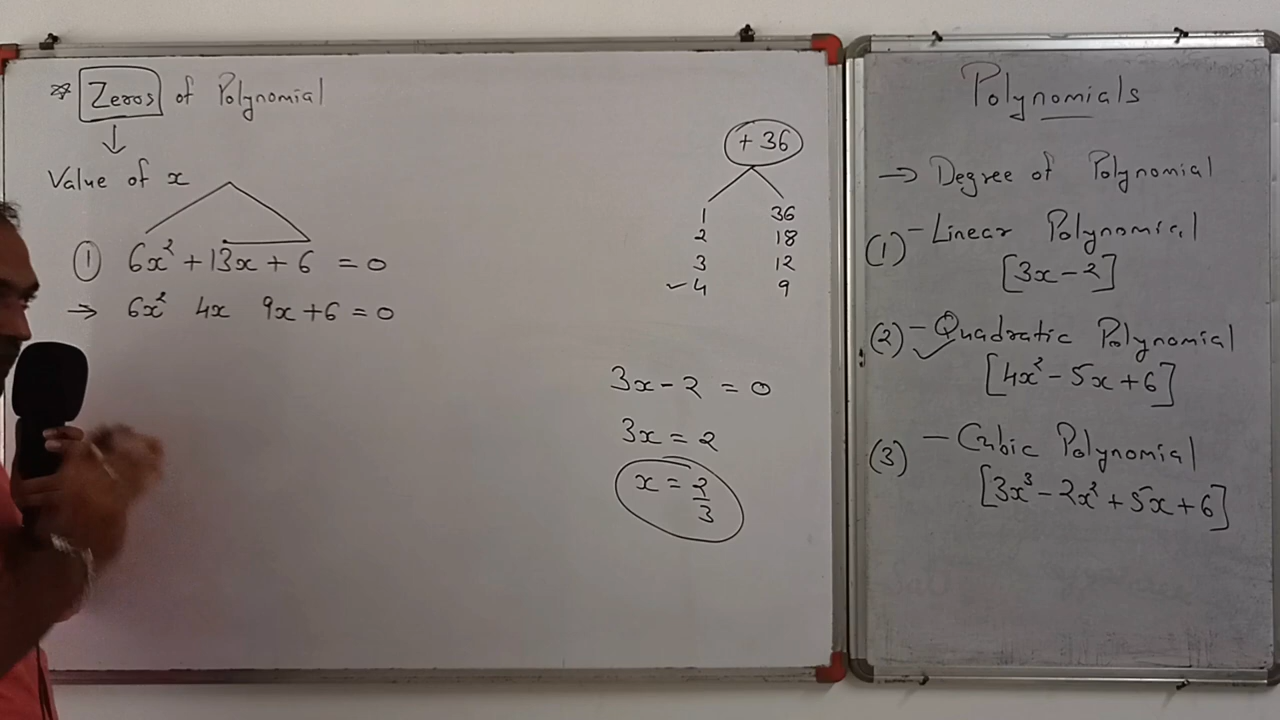 * Zeros of Polynomial
↓
Value of x
① 6x² + 13x + 6 = 0
→ 6x² 4x 9x + 6 = 0
+ 36
1 36
2 18
3 12
✓ 4 9
3x - 2 = 0
3x = 2
x = 2/3
Polynomials
→ Degree of Polynomial
(1) - Linear Polynomial
[3x - 2]
(2) - Quadratic Polynomial
[4x² - 5x + 6]
(3) - Cubic Polynomial
[3x³ - 2x² + 5x + 6]